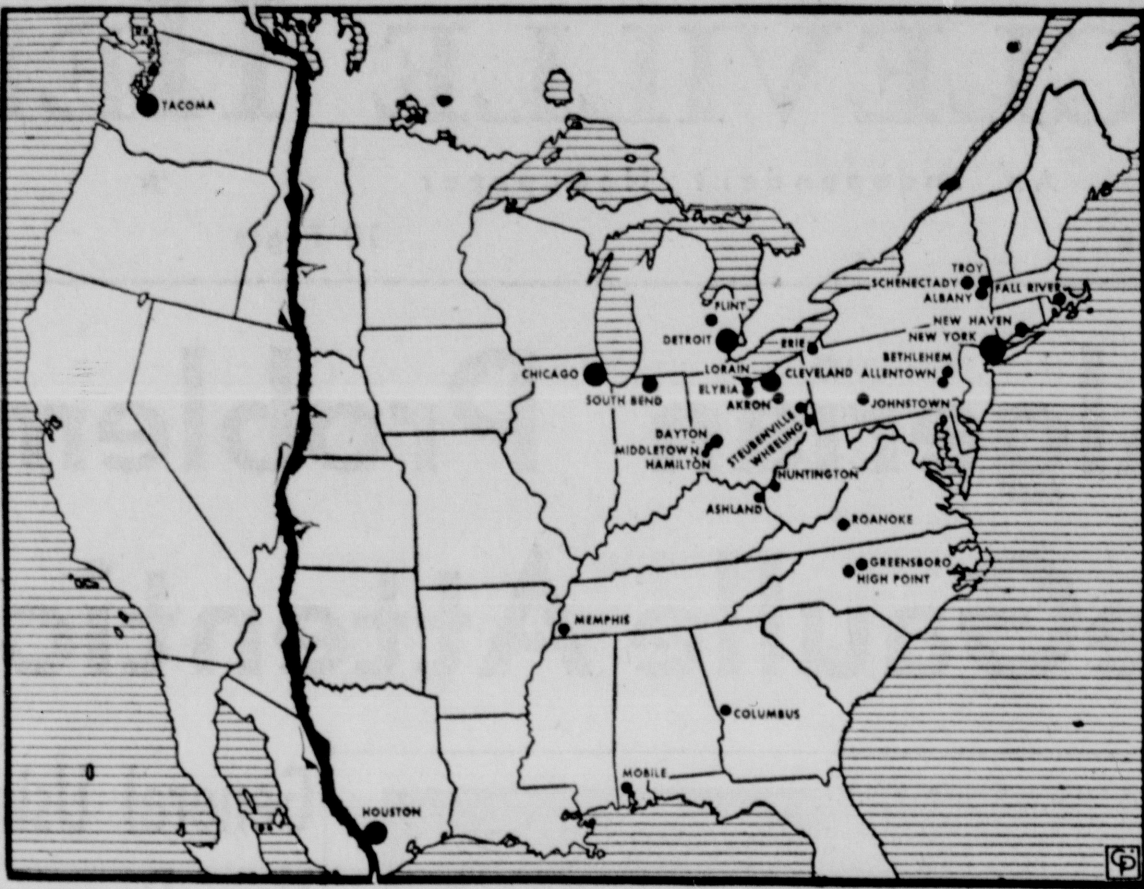 TACOMA
TROY
SCHENECTADY
FALL RIVER
ALBANY
FLINT
NEW HAVEN
DETROIT
ERIE
NEW YORK
BETHLEHEM
LORAIN
CHICAGO
CLEVELAND
ALLENTOWN
ELYRIA
SOUTH BEND
AKRON
JOHNSTOWN
STEUBENVILLE
DAYTON
WHEELING
MIDDLETOWN
HAMILTON
HUNTINGTON
ASHLAND
ROANOKE
GREENSBORO
HIGH POINT
MEMPHIS
COLUMBUS
MOBILE
HOUSTON
CP